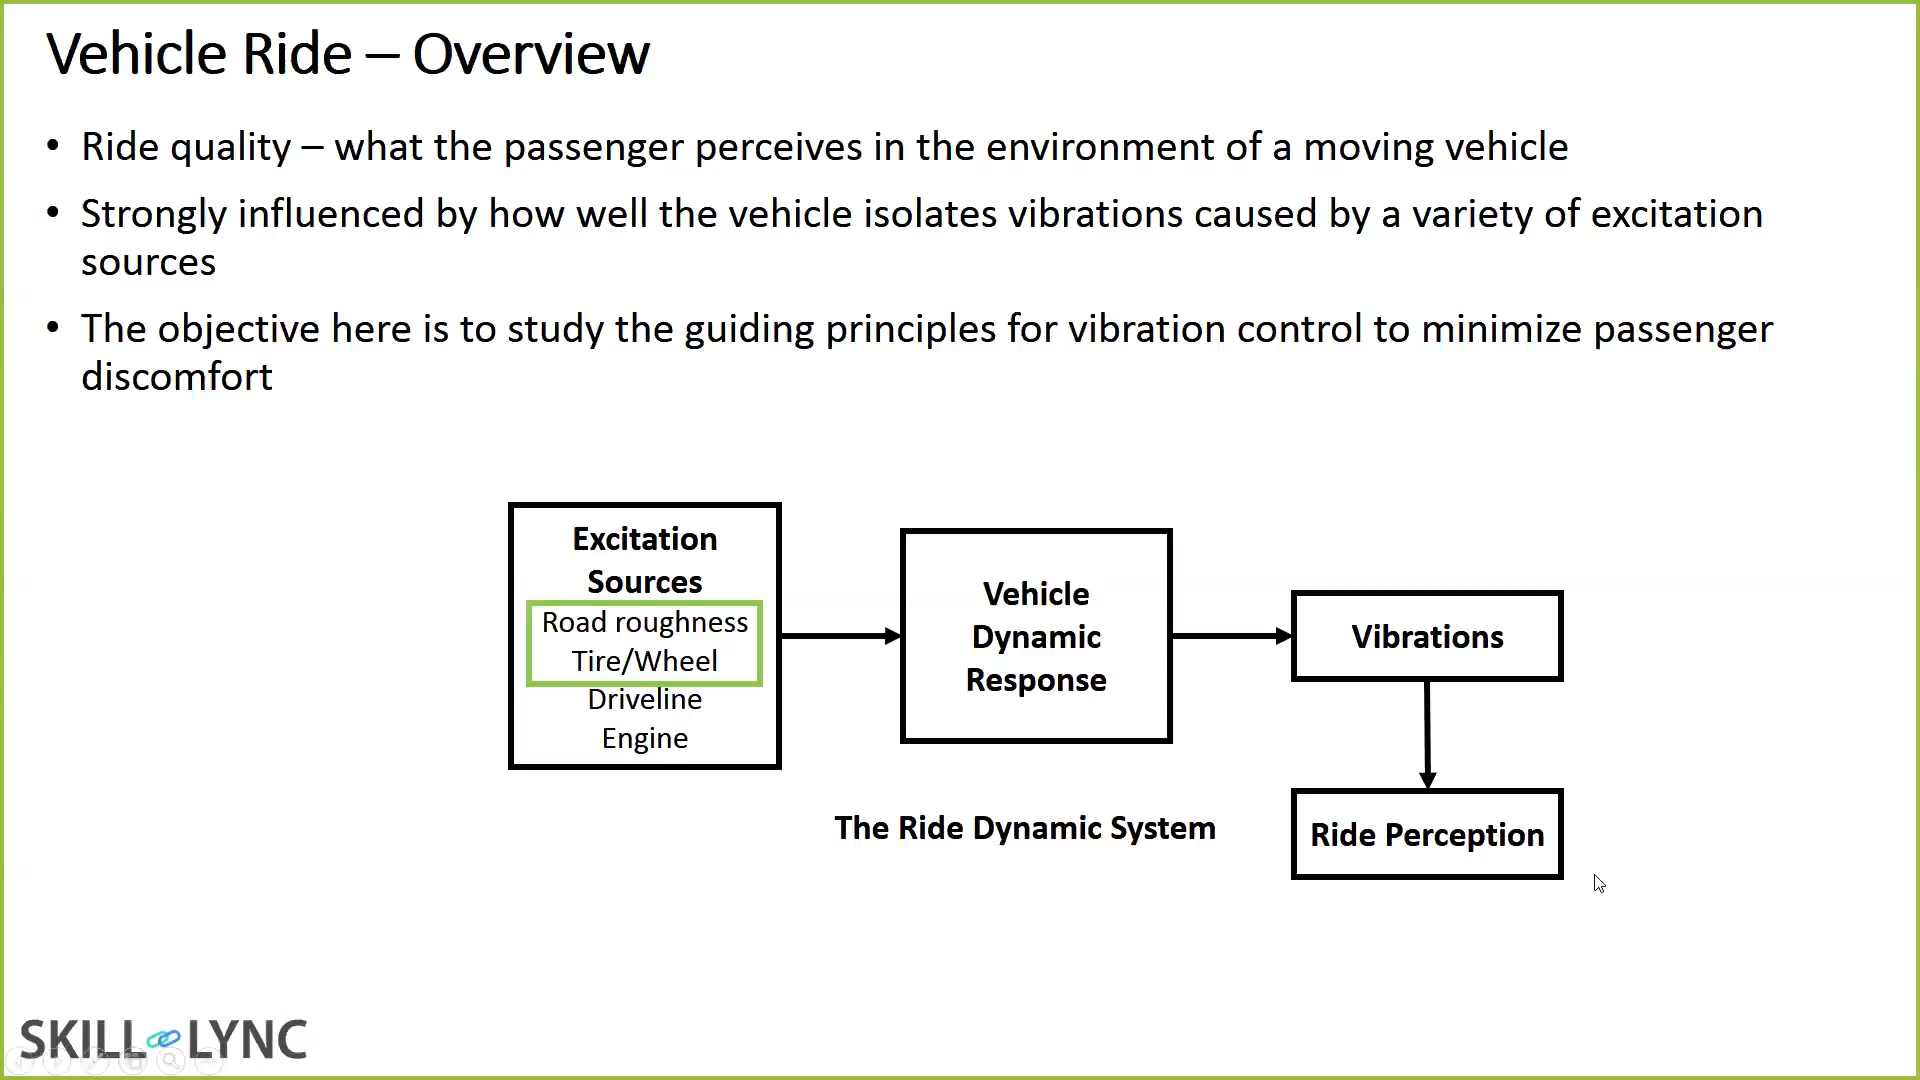 Vehicle Ride – Overview
• Ride quality – what the passenger perceives in the environment of a moving vehicle
• Strongly influenced by how well the vehicle isolates vibrations caused by a variety of excitation
sources
• The objective here is to study the guiding principles for vibration control to minimize passenger
discomfort
Excitation
Sources
Road roughness
Tire/Wheel
Driveline
Engine
Vehicle
Dynamic
Response
Vibrations
The Ride Dynamic System
Ride Perception
SKILL LYNC